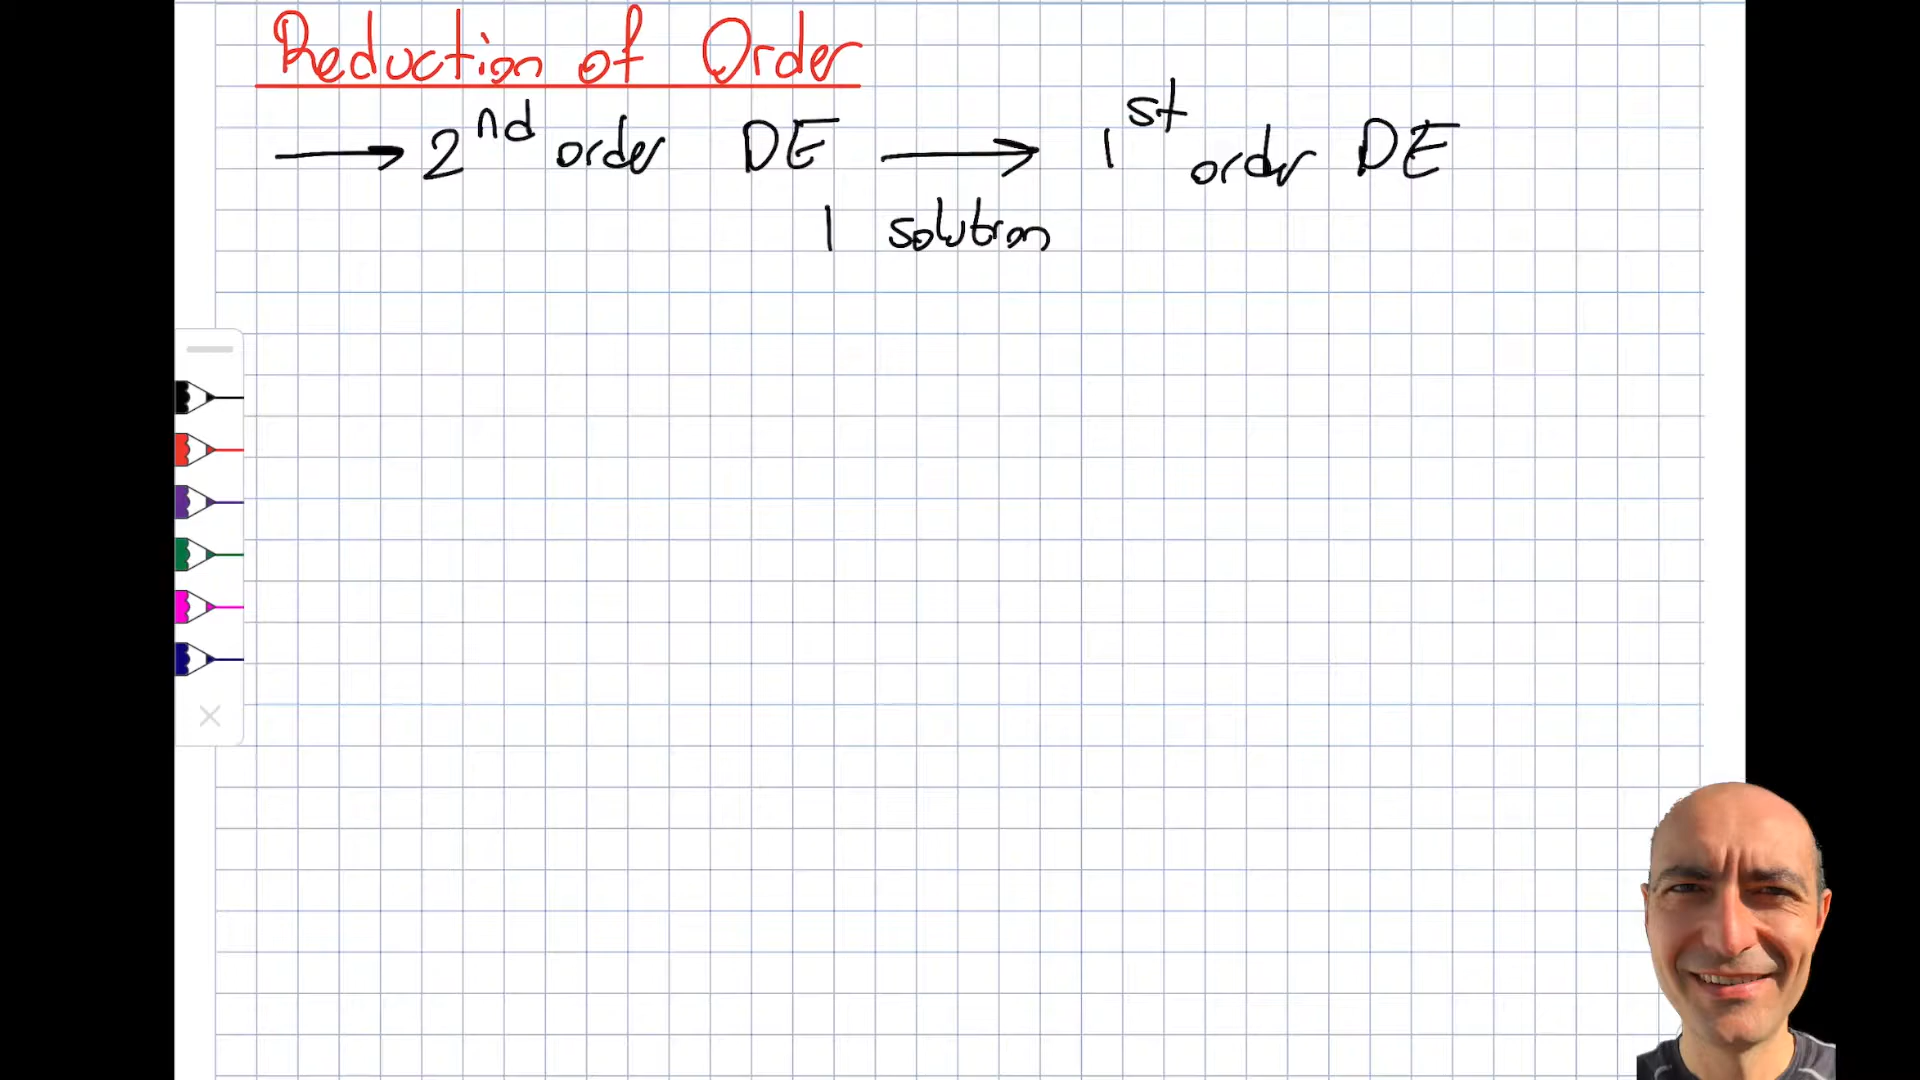 Reduction of Order
→ 2nd order DE → 1st order DE
1 solution